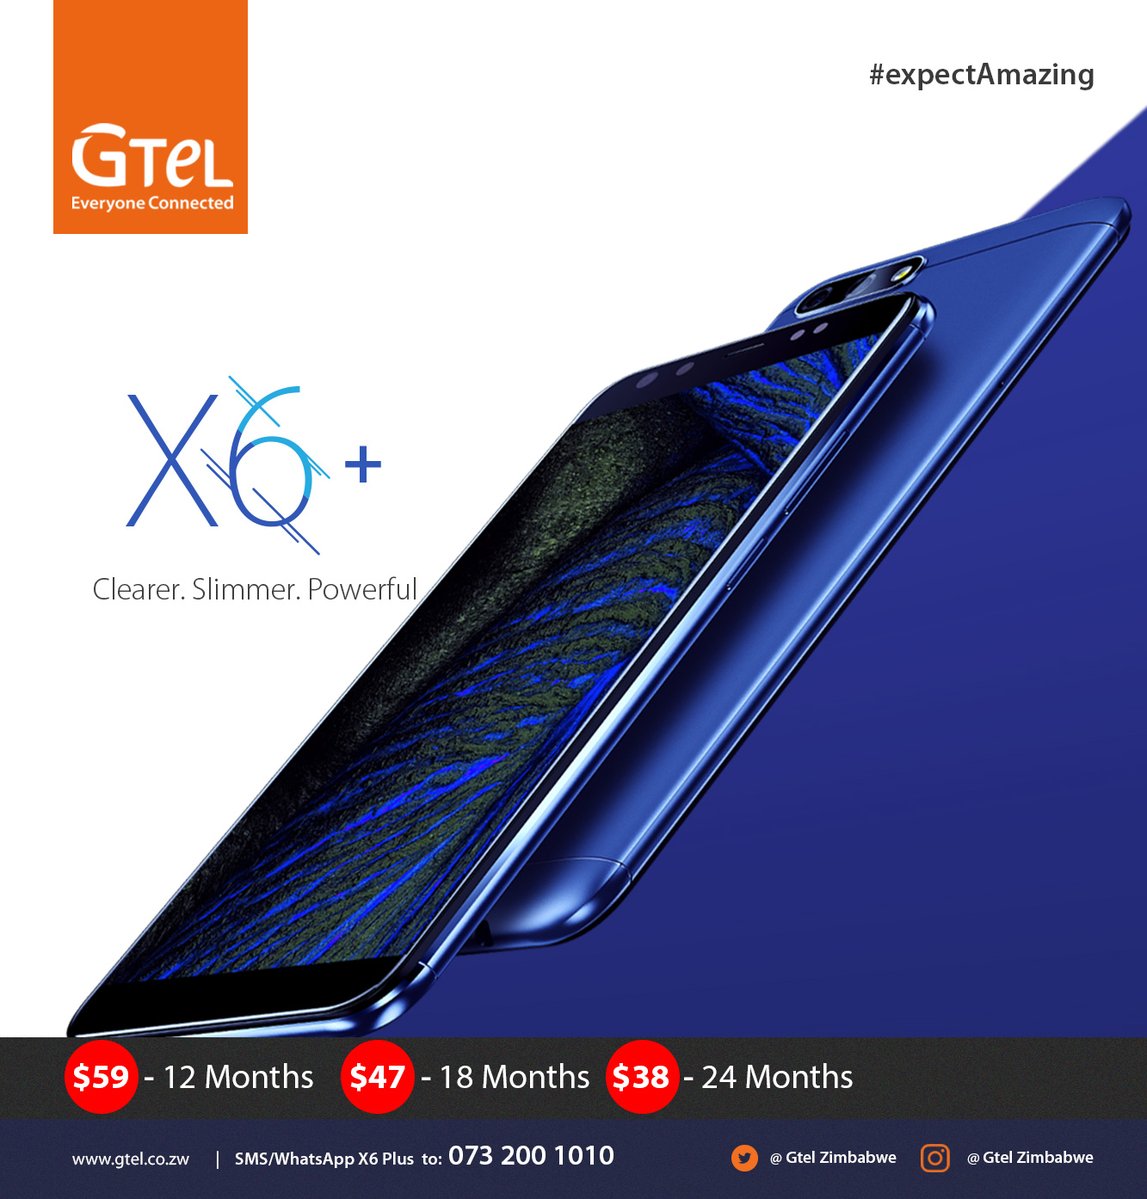 #expectAmazing
GTeL
Everyone Connected
X6 +
Clearer. Slimmer. Powerful
$59 - 12 Months $47 - 18 Months $38 - 24 Months
www.gtel.co.zw | SMS/WhatsApp X6 Plus to: 073 200 1010 @ Gtel Zimbabwe @ Gtel Zimbabwe